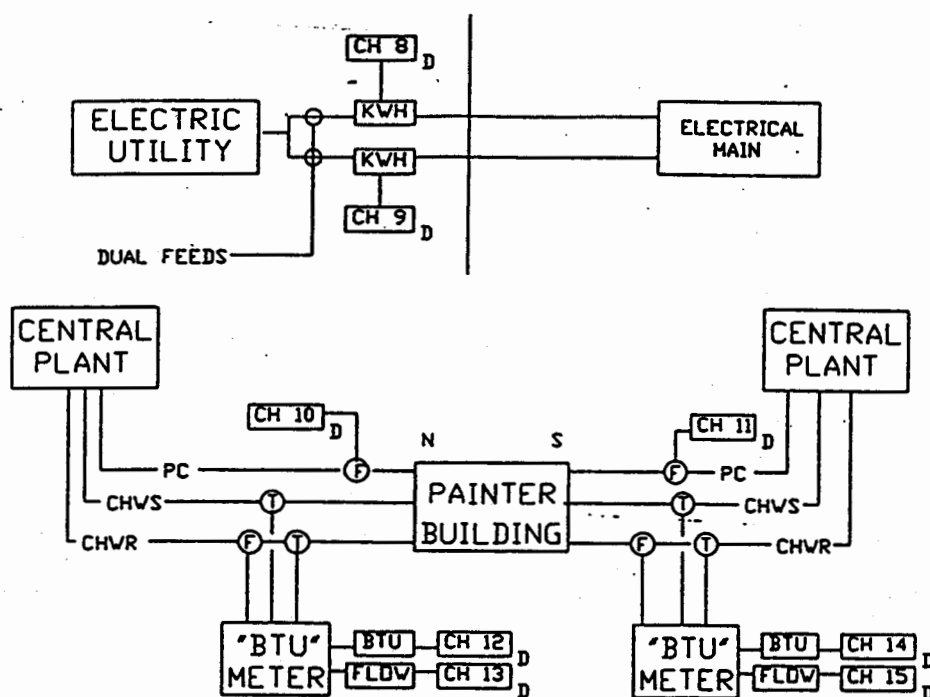 CH 8
D
KWH
ELECTRIC
UTILITY
ELECTRICAL
MAIN
KWH
CH 9
D
DUAL FEEDS
CENTRAL
PLANT
CENTRAL
PLANT
CH 10
D
N
S
CH 11
D
PC
F
F
PC
PAINTER
BUILDING
CHWS
T
T
CHWS
CHWR
F
T
F
T
CHWR
"BTU"
METER
BTU
CH 12
D
FLOW
CH 13
D
"BTU"
METER
BTU
CH 14
D
FLOW
CH 15
D